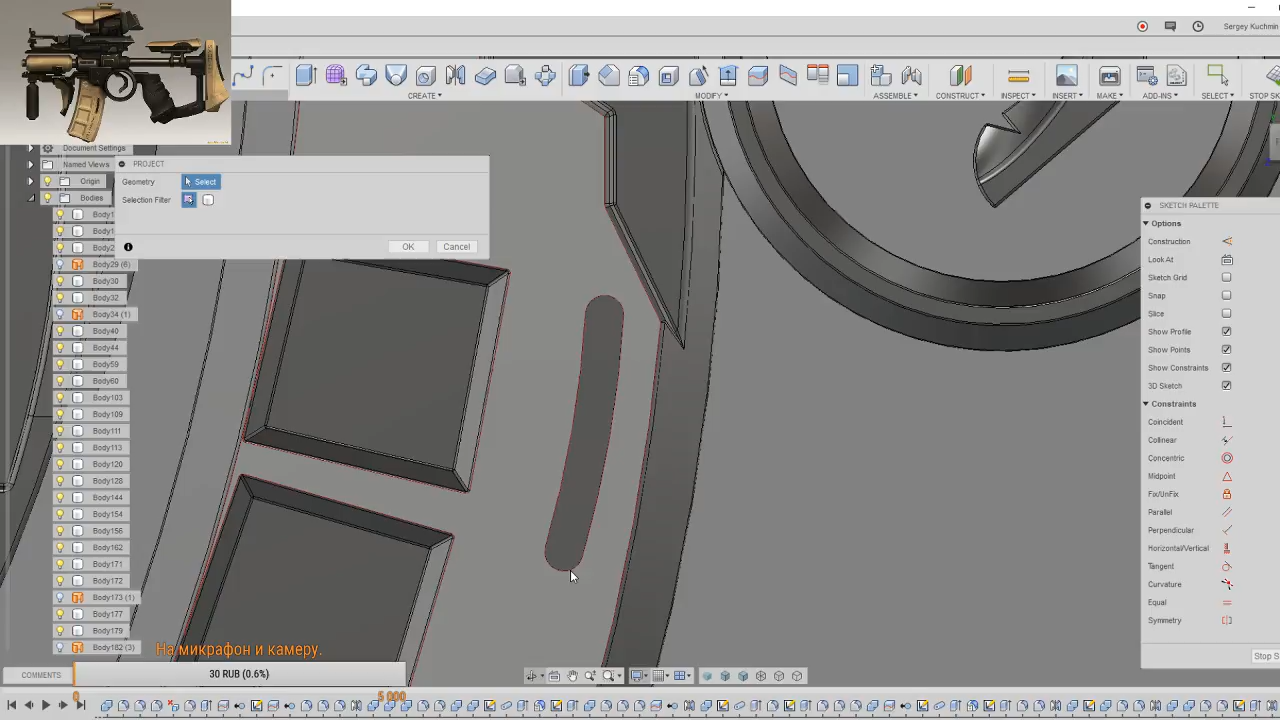 Sergey Kuchmin
CREATE ▾
MODIFY ▾
ASSEMBLE ▾
CONSTRUCT ▾
INSPECT ▾
INSERT ▾
MAKE ▾
ADD-INS ▾
SELECT ▾
STOP SK
Document Settings
Named Views
Origin
Bodies
Body1
Body1
Body2
Body29 (6)
Body30
Body32
Body34 (1)
Body40
Body44
Body59
Body60
Body103
Body109
Body111
Body113
Body120
Body128
Body144
Body154
Body156
Body162
Body171
Body172
Body173 (1)
Body177
Body179
Body182 (3)
PROJECT
Geometry
Select
Selection Filter
OK
Cancel
SKETCH PALETTE
Options
Construction
Look At
Sketch Grid
Snap
Slice
Show Profile
Show Points
Show Constraints
3D Sketch
Constraints
Coincident
Collinear
Concentric
Midpoint
Fix/UnFix
Parallel
Perpendicular
Horizontal/Vertical
Tangent
Curvature
Equal
Symmetry
Stop S
На микрафон и камеру.
COMMENTS
30 RUB (0.6%)
0
5 000